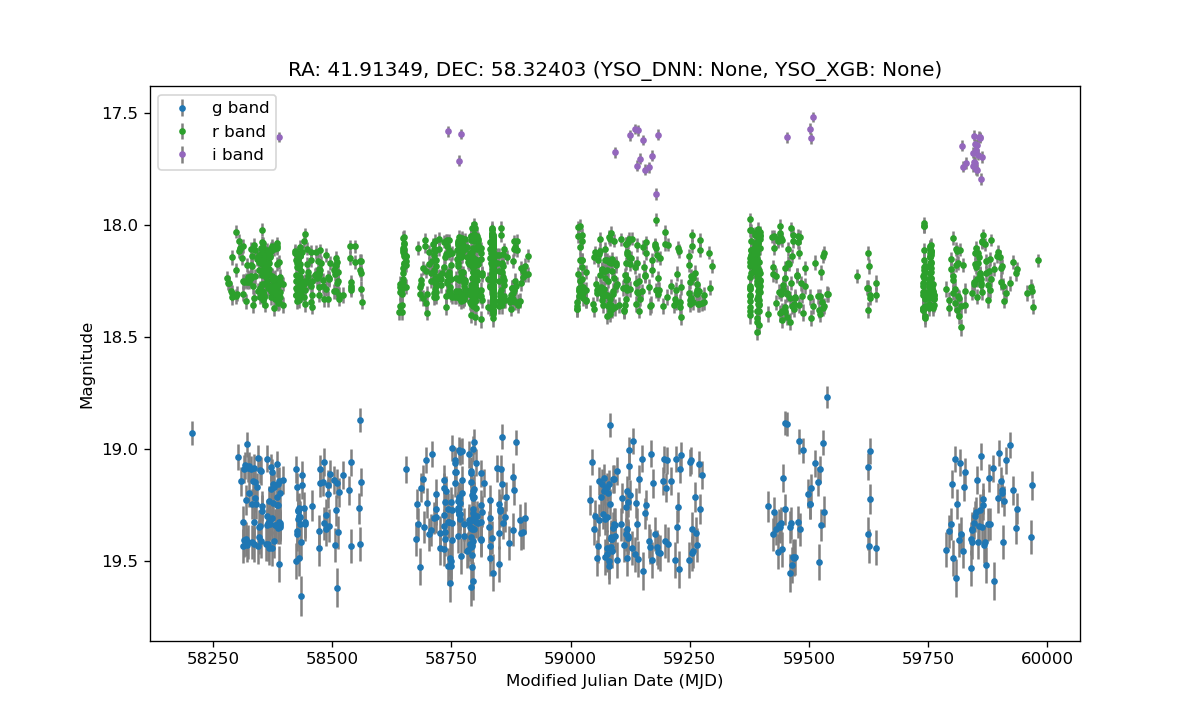 RA: 41.91349, DEC: 58.32403 (YSO_DNN: None, YSO_XGB: None)
g band
r band
i band
17.5
18.0
18.5
19.0
19.5
Magnitude
58250 58500 58750 59000 59250 59500 59750 60000
Modified Julian Date (MJD)